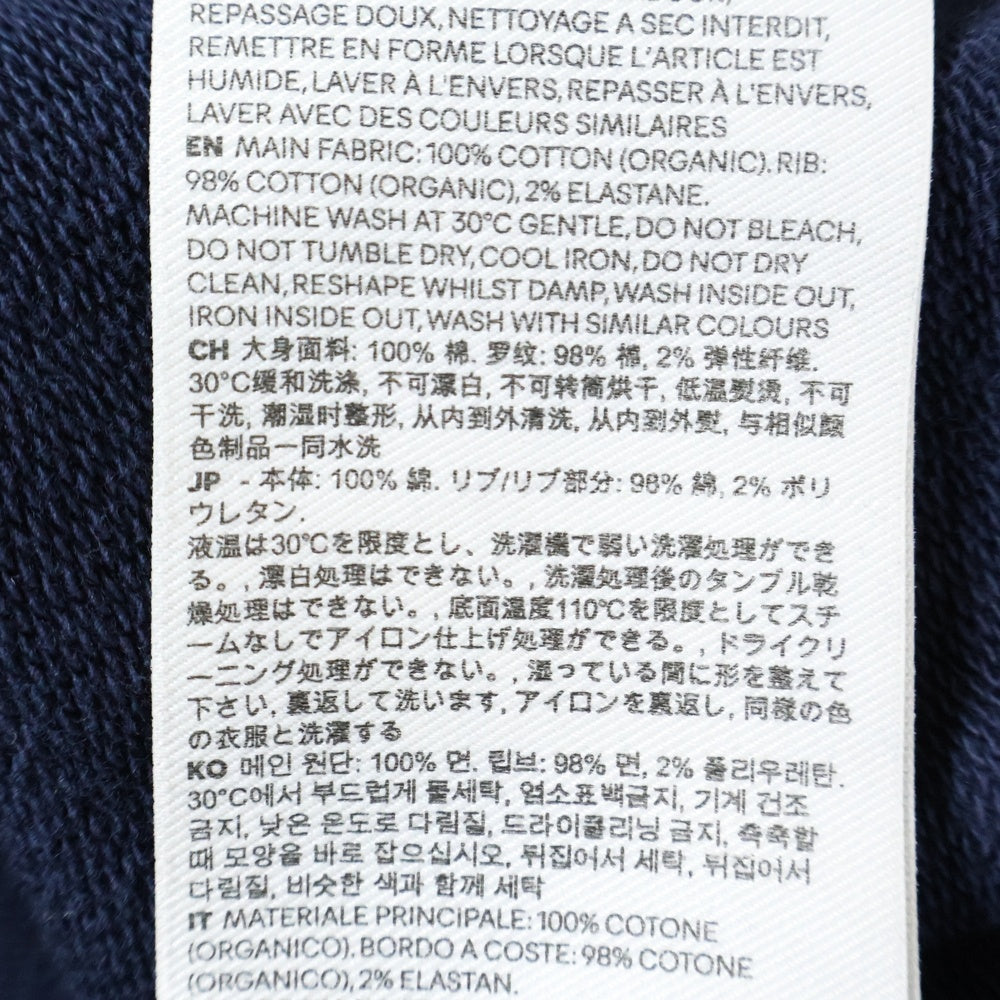 REPASSAGE DOUX, NETTOYAGE A SEC INTERDIT,
REMETTRE EN FORME LORSQUE L'ARTICLE EST
HUMIDE, LAVER À L'ENVERS, REPASSER À L'ENVERS,
LAVER AVEC DES COULEURS SIMILAIRES
EN MAIN FABRIC: 100% COTTON (ORGANIC). RIB:
98% COTTON (ORGANIC), 2% ELASTANE.
MACHINE WASH AT 30°C GENTLE, DO NOT BLEACH,
DO NOT TUMBLE DRY, COOL IRON, DO NOT DRY
CLEAN, RESHAPE WHILST DAMP, WASH INSIDE OUT,
IRON INSIDE OUT, WASH WITH SIMILAR COLOURS
CH 大身面料: 100% 棉. 罗纹: 98% 棉, 2% 弹性纤维.
30°C缓和洗涤, 不可漂白, 不可转筒烘干, 低温熨烫, 不可
干洗, 潮湿时整形, 从内到外清洗, 从内到外熨, 与相似颜
色制品一同水洗
JP - 本体: 100% 綿. リブ/リブ部分: 98% 綿, 2% ポリ
ウレタン.
液温は30℃を限度とし、洗濯機で弱い洗濯処理ができ
る。, 漂白処理はできない。, 洗濯処理後のタンブル乾
燥処理はできない。, 底面温度110℃を限度としてスチ
ームなしでアイロン仕上げ処理ができる。, ドライクリ
ーニング処理ができない。, 湿っている間に形を整えて
下さい, 裏返して洗います, アイロンを裏返し, 同様の色
の衣服と洗濯する
KO 메인 원단: 100% 면. 립브: 98% 면, 2% 폴리우레탄.
30°C에서 부드럽게 물세탁, 염소표백금지, 기계 건조
금지, 낮은 온도로 다림질, 드라이클리닝 금지, 축축할
때 모양을 바로 잡으십시오, 뒤집어서 세탁, 뒤집어서
다림질, 비슷한 색과 함께 세탁
IT MATERIALE PRINCIPALE: 100% COTONE
(ORGANICO). BORDO A COSTE: 98% COTONE
(ORGANICO), 2% ELASTAN.